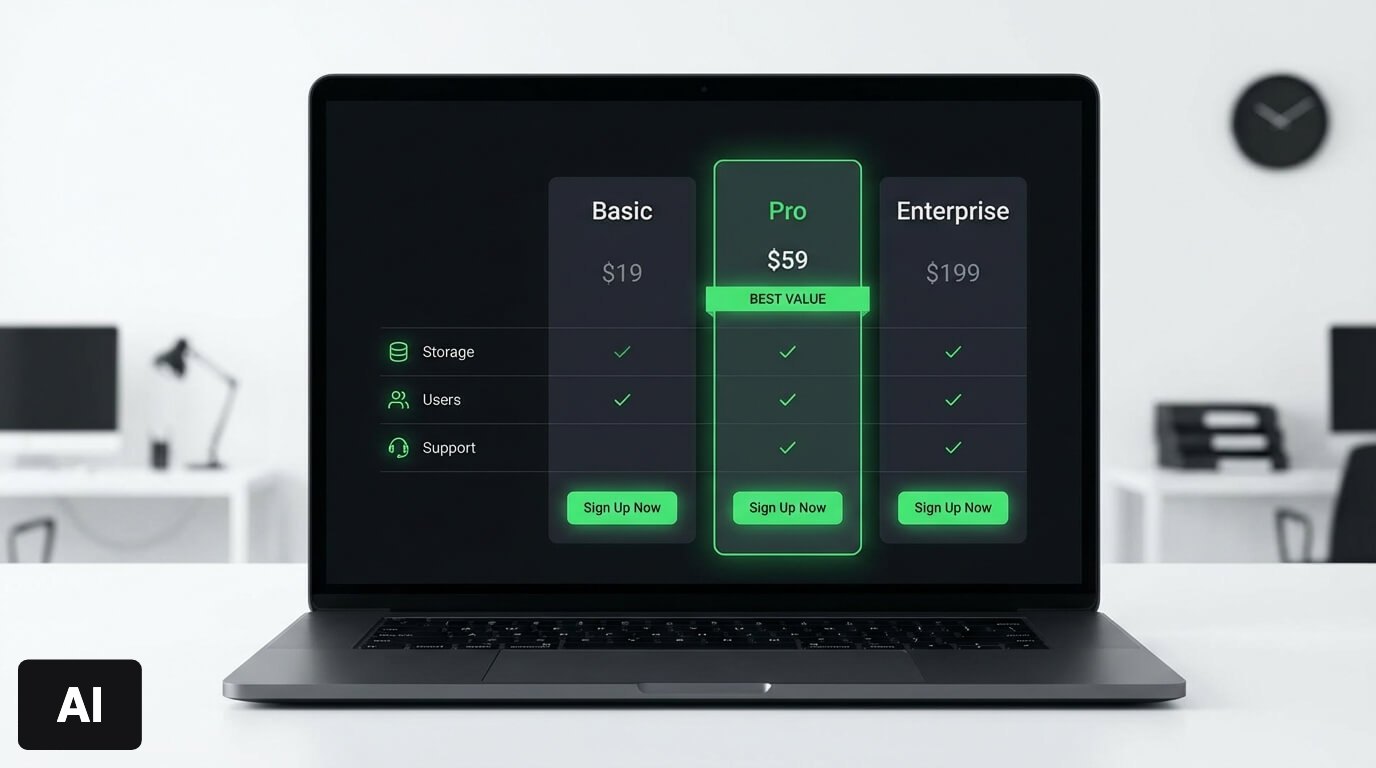 Basic
Pro
Enterprise
$19
$59
$199
BEST VALUE
Storage
Users
Support
Sign Up Now
Sign Up Now
Sign Up Now
AI